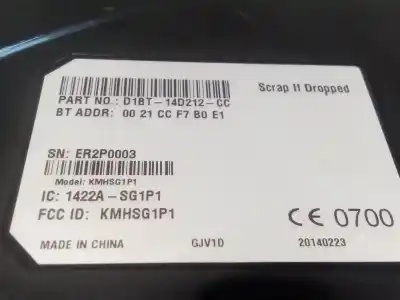 Scrap II Dropped
PART NO.: D1BT-14D212-CC
BT ADDR: 00 21 CC F7 B0 E1
SN: ER2P0003
Model: KMHSG1P1
IC: 1422A-SG1P1
FCC ID: KMHSG1P1
CE 0700
MADE IN CHINA GJV1D 20140223